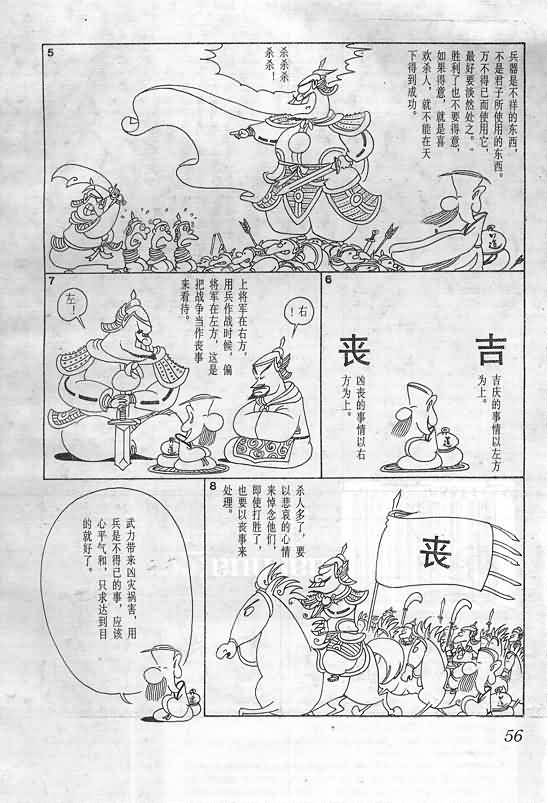 5
兵器是不祥的东西，
不是君子所使用的东西。
万不得已而使用它，
最好要淡然处之。
胜利了也不要得意，
如果得意，就是喜
欢杀人，就不能在天
下得到成功。
杀杀杀
杀杀！
6
吉
吉庆的事情以左方
为上。
丧
凶丧的事情以右
方为上。
7
上将军在右方，
用兵作战时候，偏
将军在左方，这是
把战争当作丧事
来看待。
右！
左！
8
杀人多了，要
以悲哀的心情
来悼念他们，
即使打胜了，
也要以丧事来
处理。
丧
武力带来凶灾祸害，用
兵是不得已的事，应该
心平气和，只求达到目
的就好了。
56